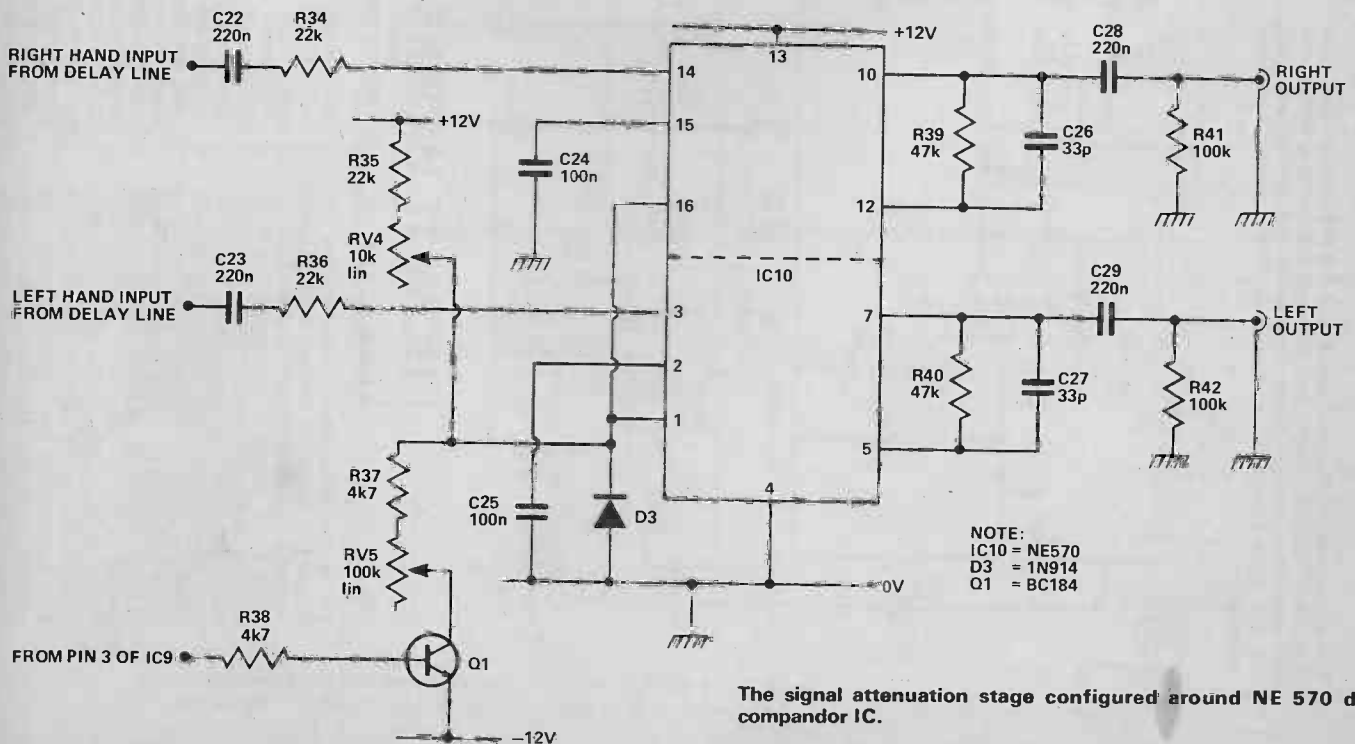 C22
220n
R34
22k
RIGHT HAND INPUT
FROM DELAY LINE
+12V
R35
22k
RV4
10k
lin
C24
100n
C23
220n
R36
22k
LEFT HAND INPUT
FROM DELAY LINE
R37
4k7
RV5
100k
lin
C25
100n
D3
R38
4k7
FROM PIN 3 OF IC9
Q1
-12V
+12V
13
14
15
16
3
2
1
4
IC10
10
12
7
5
R39
47k
C26
33p
C28
220n
R41
100k
RIGHT
OUTPUT
R40
47k
C27
33p
C29
220n
R42
100k
LEFT
OUTPUT
0V
NOTE:
IC10 = NE570
D3 = 1N914
Q1 = BC184
The signal attenuation stage configured around NE 570 d
compandor IC.